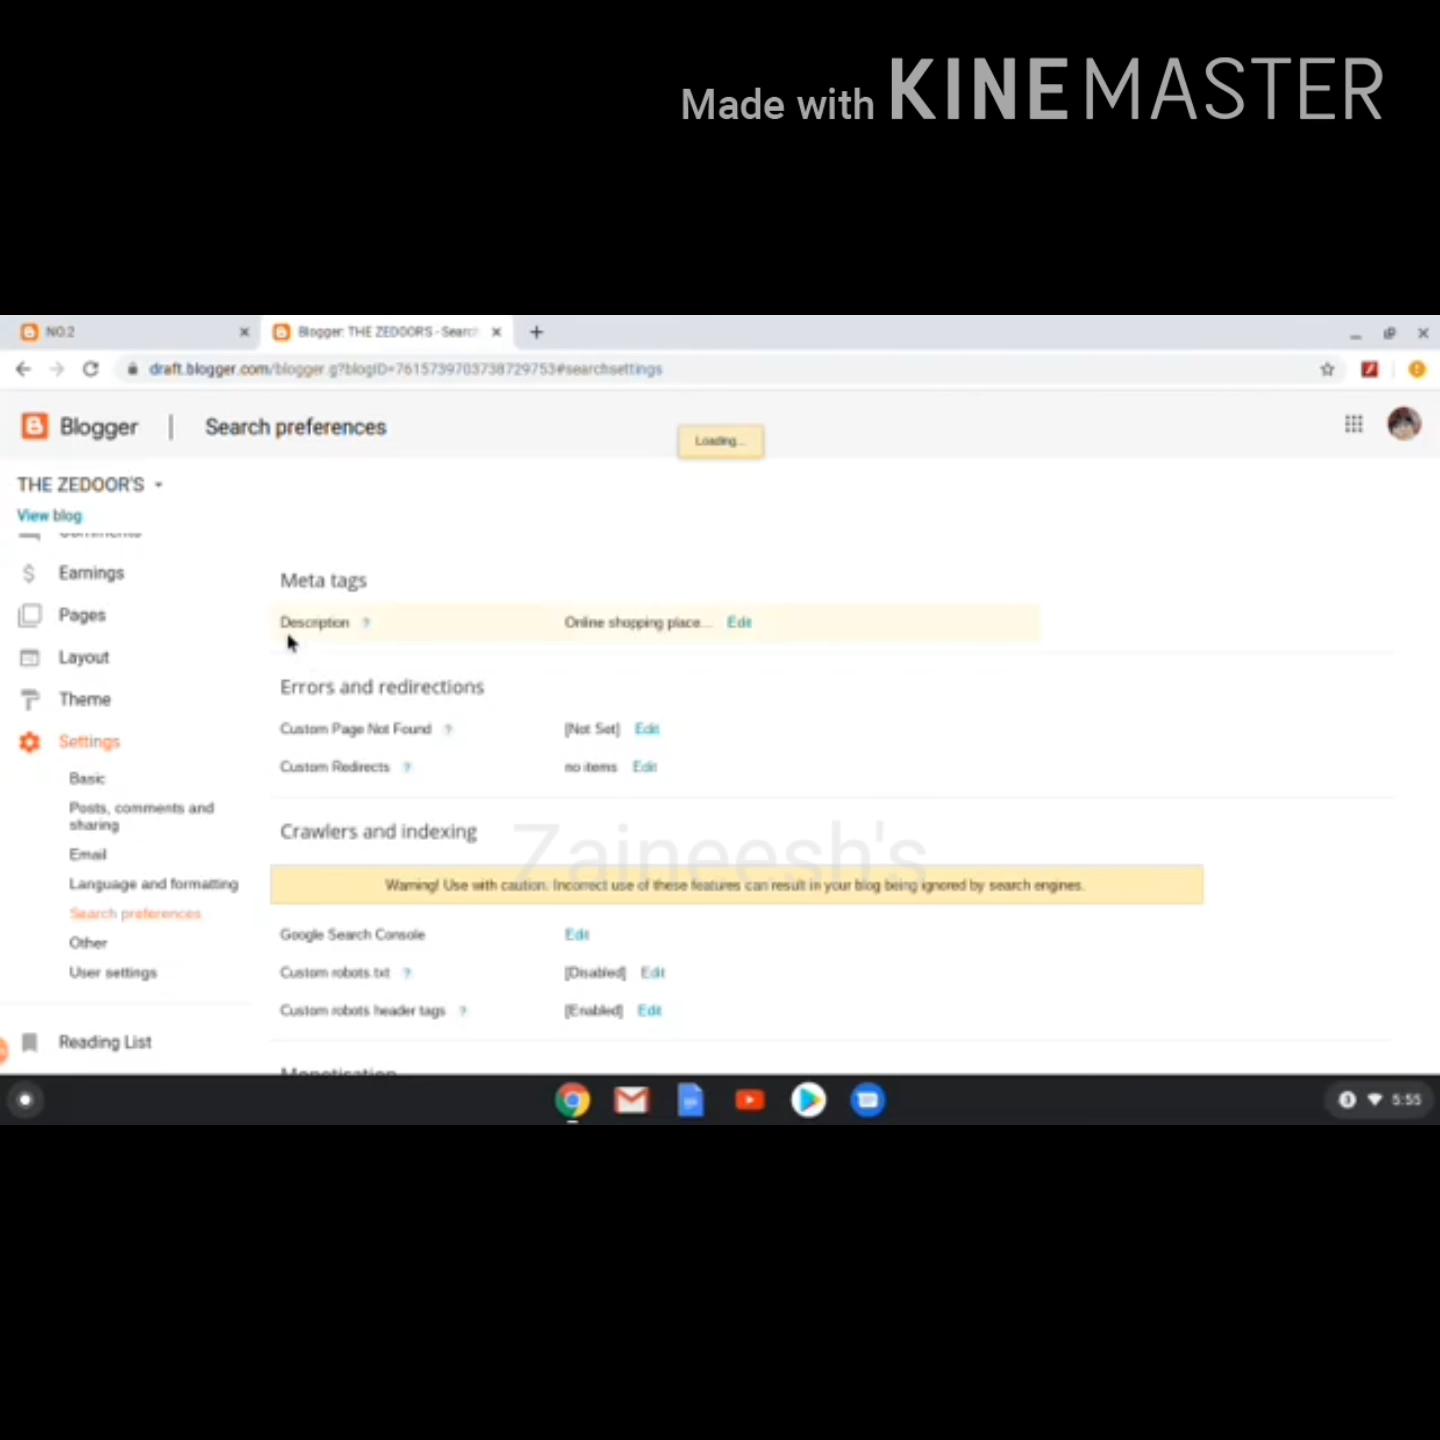 Made with KINEMASTER
NO.2
Blogger: THE ZEDOORS - Search
draft.blogger.com/blogger.g?blogID=7615739703738729753#searchsettings
Blogger | Search preferences
Loading...
THE ZEDOOR'S
View blog
Comments
Earnings
Pages
Layout
Theme
Settings
Basic
Posts, comments and
sharing
Email
Language and formatting
Search preferences
Other
User settings
Reading List
Meta tags
Description ? Online shopping place... Edit
Errors and redirections
Custom Page Not Found ? [Not Set] Edit
Custom Redirects ? no items Edit
Crawlers and indexing
Zaineesh's
Warning! Use with caution. Incorrect use of these features can result in your blog being ignored by search engines.
Google Search Console Edit
Custom robots.txt ? [Disabled] Edit
Custom robots header tags ? [Enabled] Edit
Monetisation
5:55